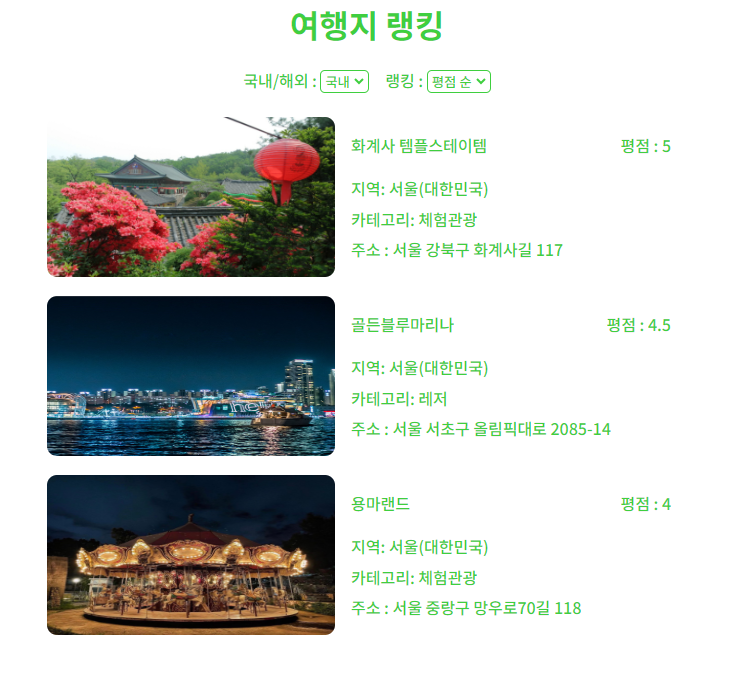 여행지 랭킹
국내/해외 : 국내 랭킹 : 평점 순
화계사 템플스테이템 평점 : 5
지역: 서울(대한민국)
카테고리: 체험관광
주소 : 서울 강북구 화계사길 117
골든블루마리나 평점 : 4.5
지역: 서울(대한민국)
카테고리: 레저
주소 : 서울 서초구 올림픽대로 2085-14
용마랜드 평점 : 4
지역: 서울(대한민국)
카테고리: 체험관광
주소 : 서울 중랑구 망우로70길 118